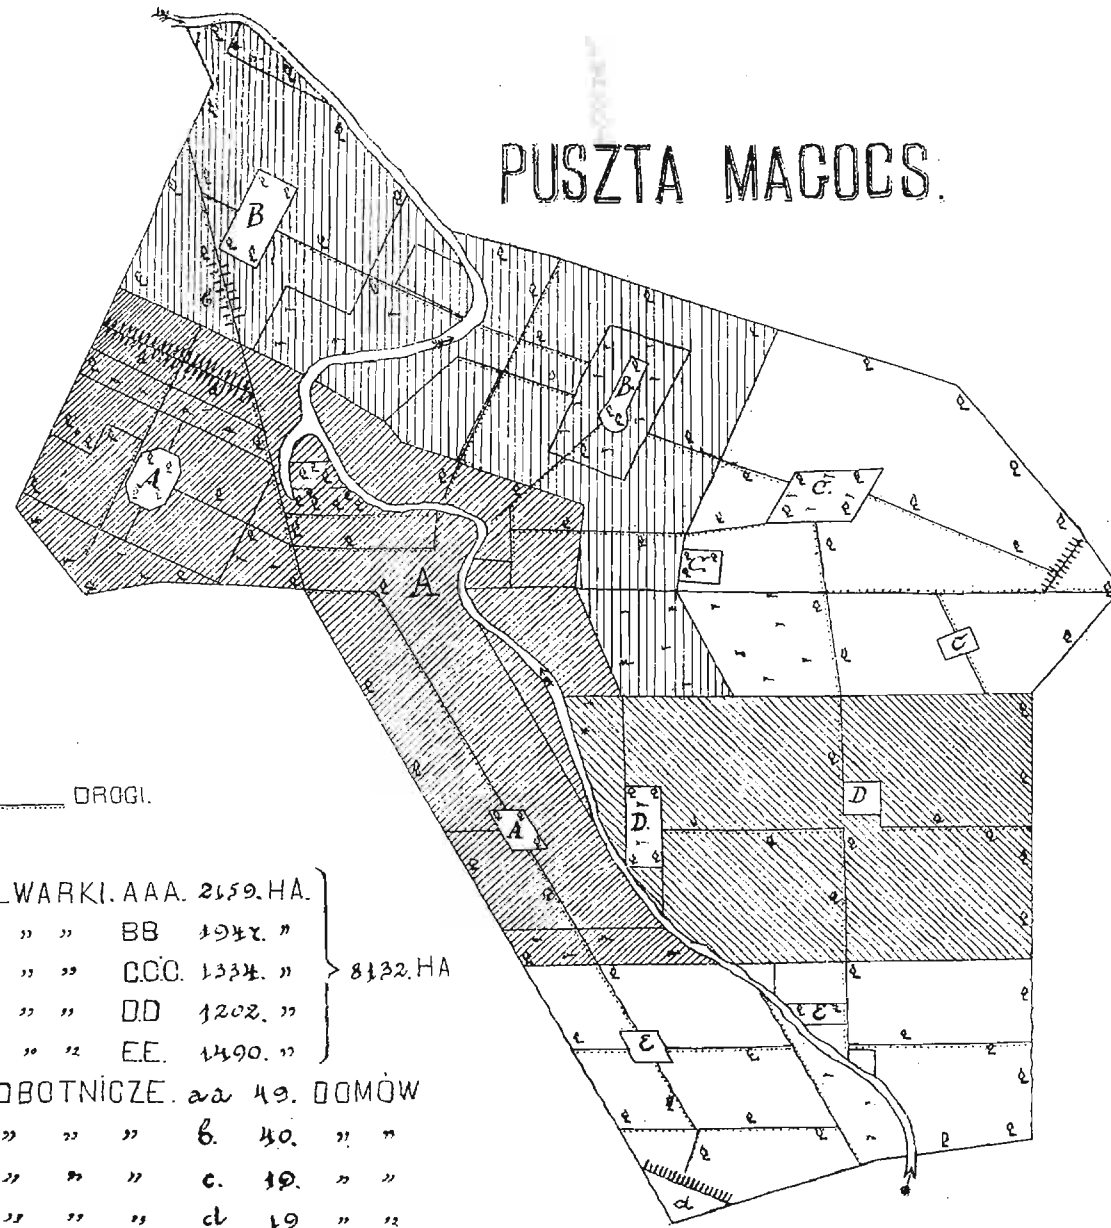 PUSZTA MAGOCS.
B
B
A
C.
C
A
C
D
D.
A
DROGI.
LWARKI. AAA. 2159. HA.
„ „ BB 1947. „
„ „ C.C.C. 1334. „
8132. HA
„ „ D.D 1202. „
„ „ E.E. 1490. „
E
E
OBOTNICZE. aa 49. DOMÓW
„ „ „ b. 40. „ „
„ „ „ c. 19. „ „
„ „ „ d 19 „ „
d